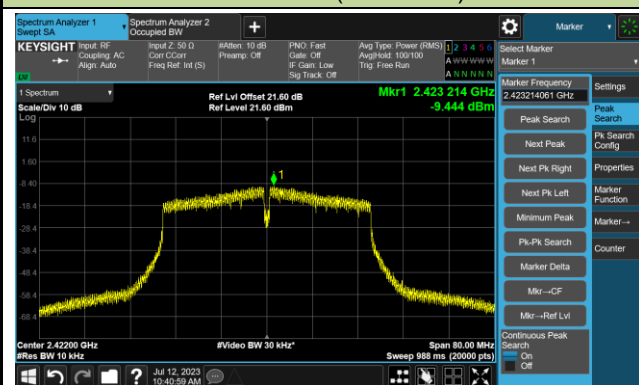 Spectrum Analyzer 1
Swept SA
Spectrum Analyzer 2
Occupied BW
+
Marker
KEYSIGHT
Input: RF
Coupling: AC
Align: Auto
Input Z: 50 Ω
Corr CCorr
Freq Ref: Int (S)
#Atten: 10 dB
Preamp: Off
PNO: Fast
Gate: Off
IF Gain: Low
Sig Track: Off
Avg Type: Power (RMS)
Avg|Hold: 100/100
Trig: Free Run
1 2 3 4 5 6
A W W W W W
A N N N N N
LXI
Select Marker
Marker 1
1 Spectrum
Scale/Div 10 dB
Log
Ref Lvl Offset 21.60 dB
Ref Level 21.60 dBm
Mkr1 2.423 214 GHz
-9.444 dBm
11.6
1.60
-8.40
-18.4
-28.4
-38.4
-48.4
-58.4
-68.4
1
Center 2.42200 GHz
#Res BW 10 kHz
#Video BW 30 kHz*
Span 80.00 MHz
Sweep 988 ms (20000 pts)
Marker Frequency
2.423214061 GHz
Peak Search
Next Peak
Next Pk Right
Next Pk Left
Minimum Peak
Pk-Pk Search
Marker Delta
Mkr→CF
Mkr→Ref Lvl
Continuous Peak
Search
On
Off
Settings
Peak
Search
Pk Search
Config
Properties
Marker
Function
Marker→
Counter
?
Jul 12, 2023
10:40:59 AM